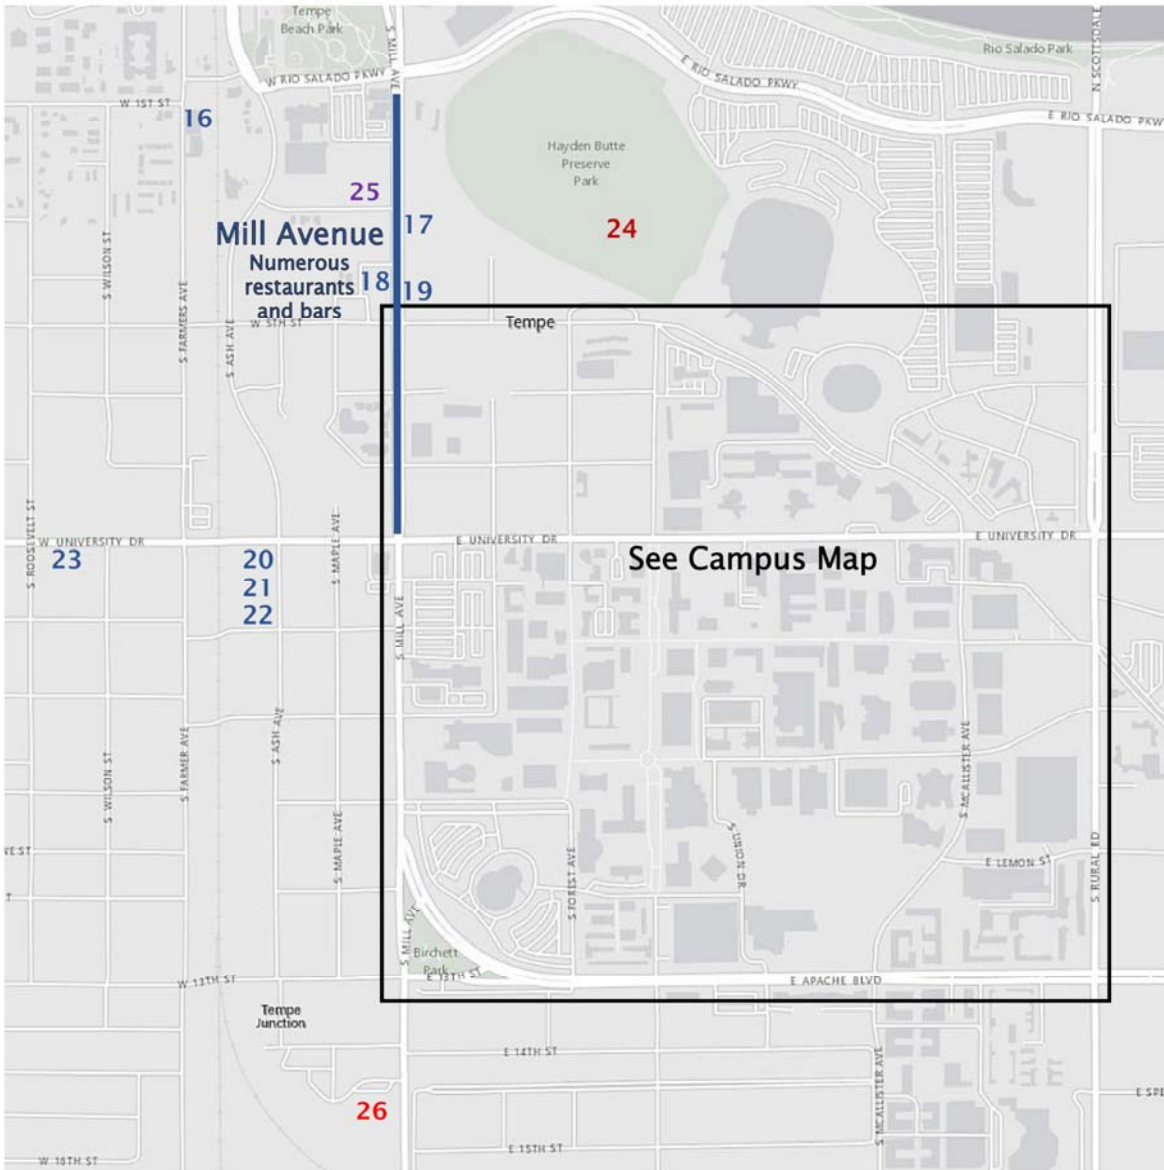 Tempe
Beach Park
S MILL AVE
N SCOTTSDALE
Rio Salado Park
W RIO SALADO PKWY
E RIO SALADO PKWY
W 1ST ST
16
E RIO SALADO PKWY
Hayden Butte
Preserve
Park
25
17
24
Mill Avenue
Numerous
restaurants
and bars
18
19
S WILSON ST
S FARMERS AVE
S ASH AVE
W 5TH ST
Tempe
S ROOSEVELT ST
W UNIVERSITY DR
S MAPLE AVE
E UNIVERSITY DR
E UNIVERSITY DR
23
20
See Campus Map
21
22
S MILL AVE
S ASH AVE
S WILSON ST
S FARMER AVE
S MCALLISTER AVE
S MAPLE AVE
S UNION DR
E LEMON ST
S FOREST AVE
S RURAL RD
S MILL AVE
Birchett
Park
W 13TH ST
E 13TH ST
E APACHE BLVD
Tempe
Junction
E 14TH ST
S MCALLISTER AVE
26
E 15TH ST
W 16TH ST